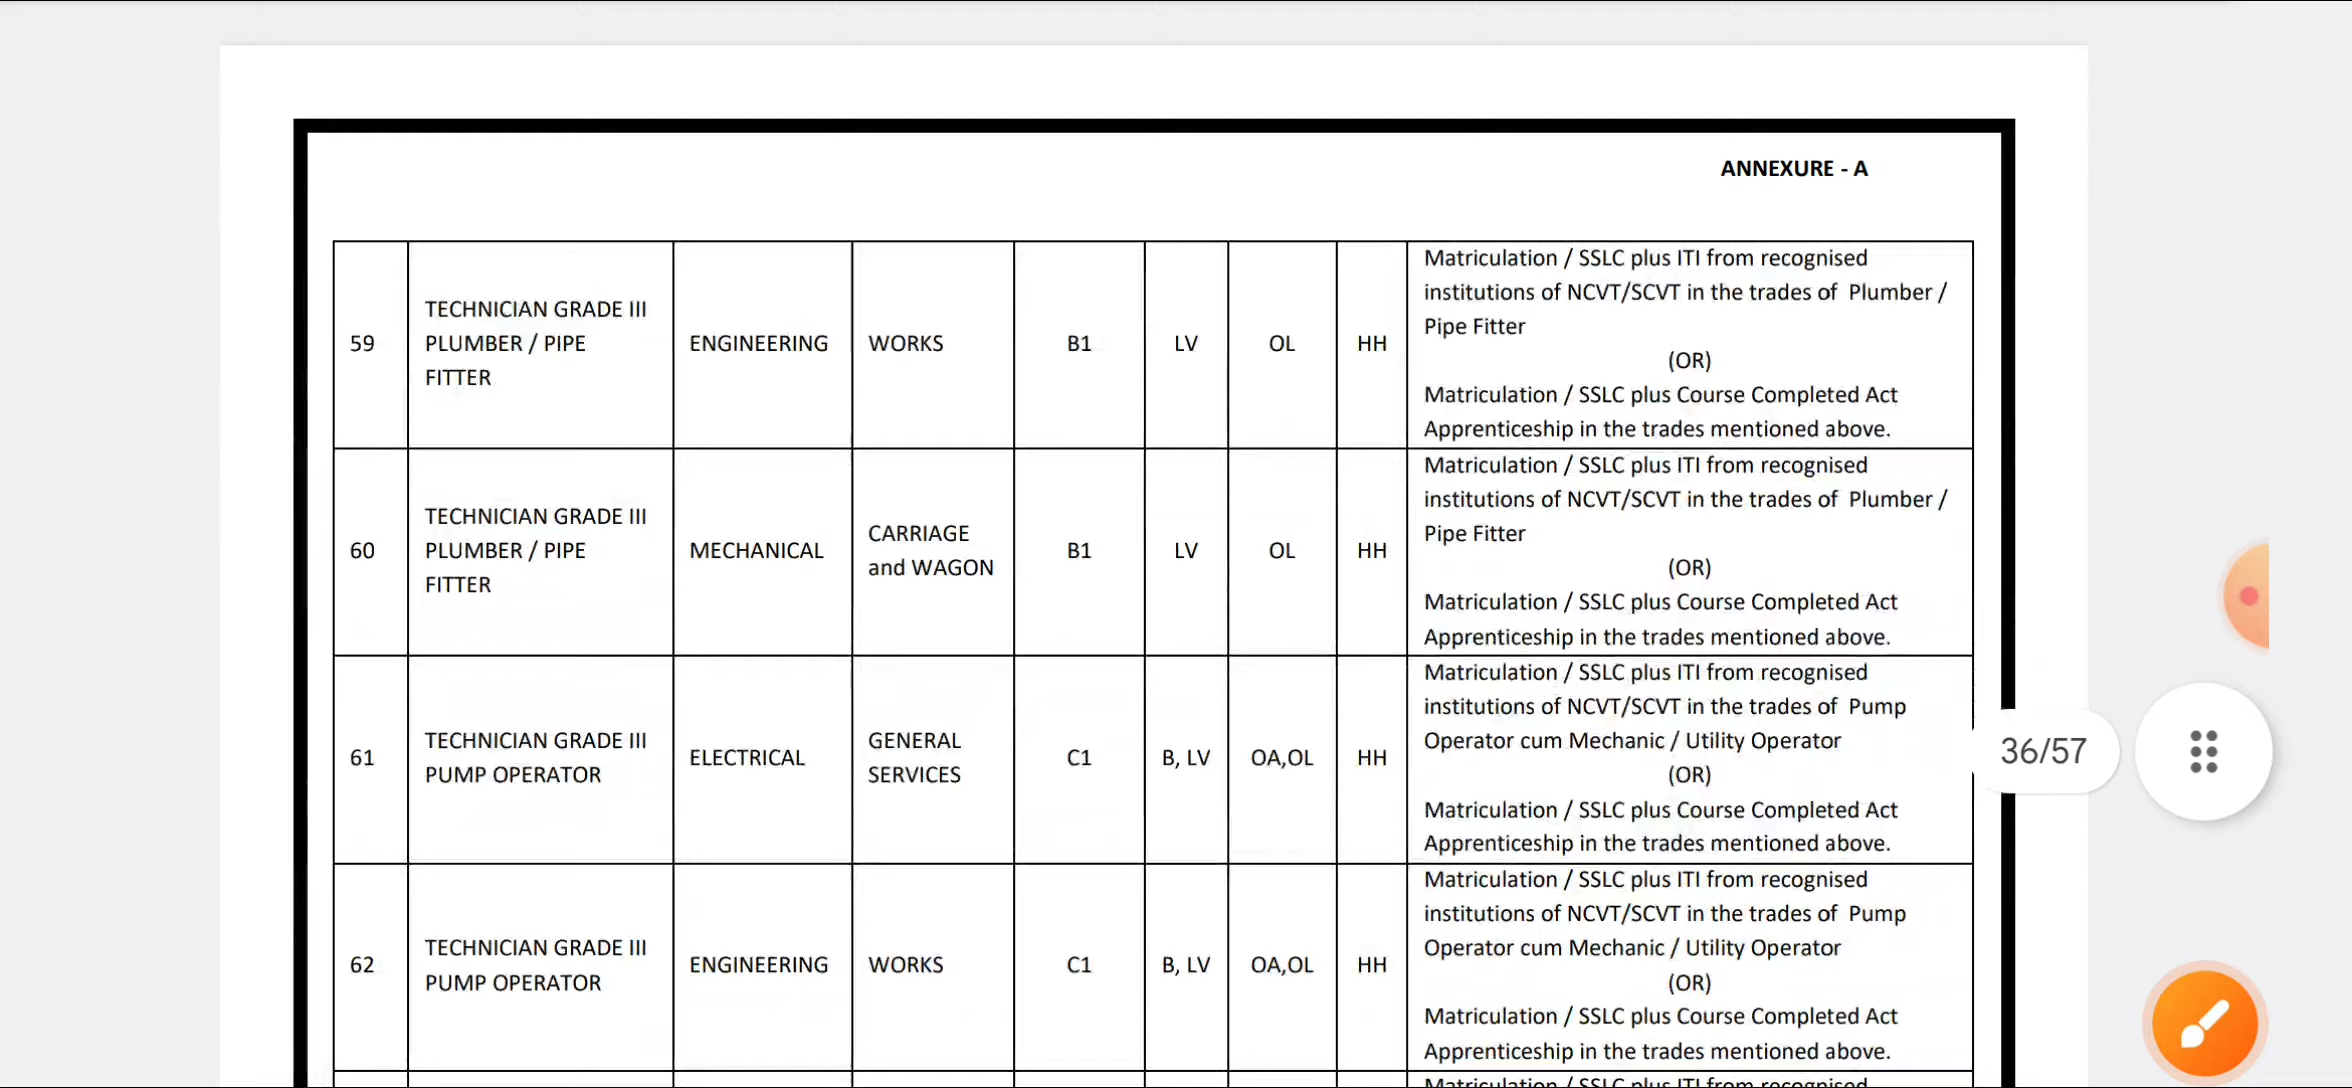 ANNEXURE - A
59
TECHNICIAN GRADE III
PLUMBER / PIPE
FITTER
ENGINEERING
WORKS
B1
LV
OL
HH
Matriculation / SSLC plus ITI from recognised
institutions of NCVT/SCVT in the trades of Plumber /
Pipe Fitter
(OR)
Matriculation / SSLC plus Course Completed Act
Apprenticeship in the trades mentioned above.
60
TECHNICIAN GRADE III
PLUMBER / PIPE
FITTER
MECHANICAL
CARRIAGE
and WAGON
B1
LV
OL
HH
Matriculation / SSLC plus ITI from recognised
institutions of NCVT/SCVT in the trades of Plumber /
Pipe Fitter
(OR)
Matriculation / SSLC plus Course Completed Act
Apprenticeship in the trades mentioned above.
61
TECHNICIAN GRADE III
PUMP OPERATOR
ELECTRICAL
GENERAL
SERVICES
C1
B, LV
OA,OL
HH
Matriculation / SSLC plus ITI from recognised
institutions of NCVT/SCVT in the trades of Pump
Operator cum Mechanic / Utility Operator
(OR)
Matriculation / SSLC plus Course Completed Act
Apprenticeship in the trades mentioned above.
36/57
62
TECHNICIAN GRADE III
PUMP OPERATOR
ENGINEERING
WORKS
C1
B, LV
OA,OL
HH
Matriculation / SSLC plus ITI from recognised
institutions of NCVT/SCVT in the trades of Pump
Operator cum Mechanic / Utility Operator
(OR)
Matriculation / SSLC plus Course Completed Act
Apprenticeship in the trades mentioned above.
Matriculation / SSLC plus ITI from recognised